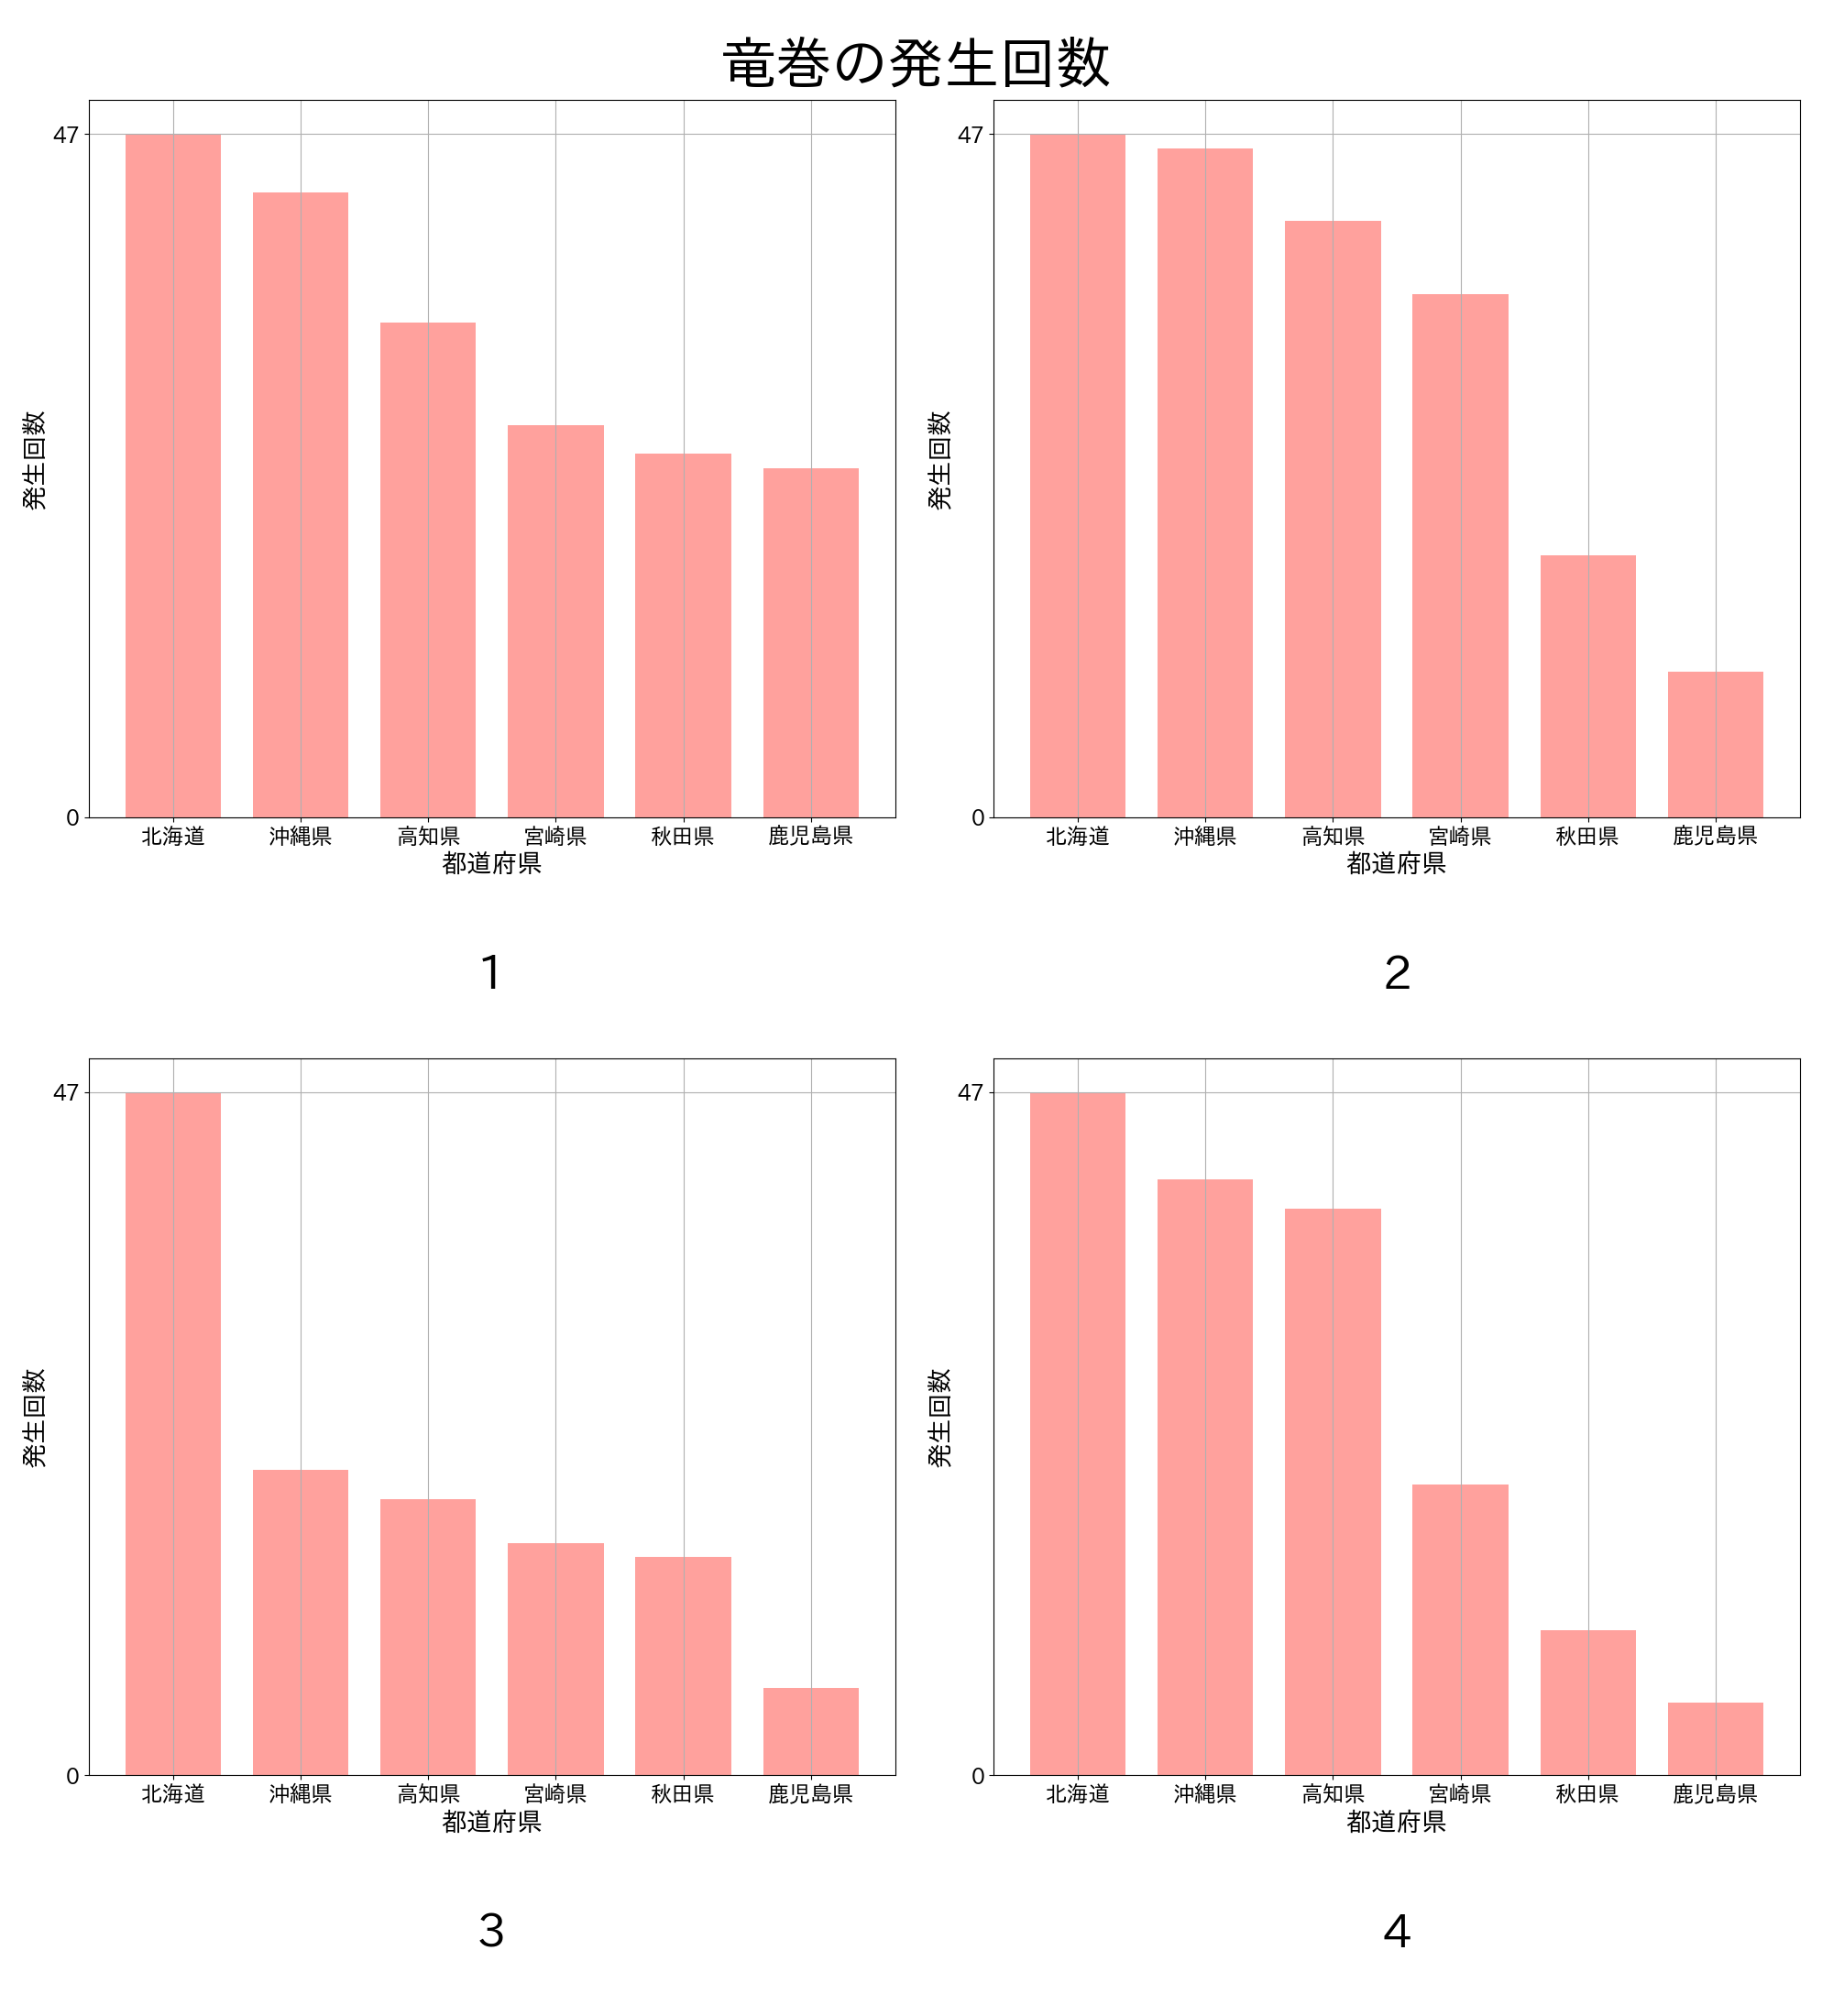 竜巻の発生回数
47
0
発生回数
北海道 沖縄県 高知県 宮崎県 秋田県 鹿児島県
都道府県
1
47
0
発生回数
北海道 沖縄県 高知県 宮崎県 秋田県 鹿児島県
都道府県
2
47
0
発生回数
北海道 沖縄県 高知県 宮崎県 秋田県 鹿児島県
都道府県
3
47
0
発生回数
北海道 沖縄県 高知県 宮崎県 秋田県 鹿児島県
都道府県
4